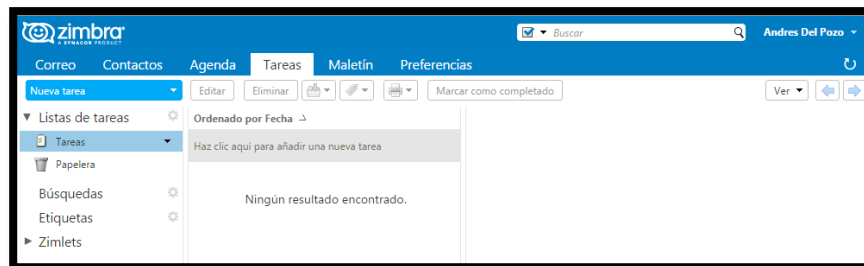 zimbra
A SYNACOR PRODUCT
Buscar
Andres Del Pozo
Correo Contactos Agenda Tareas Maletín Preferencias
Nueva tarea Editar Eliminar Marcar como completado Ver
Listas de tareas
Ordenado por Fecha
Tareas
Haz clic aquí para añadir una nueva tarea
Papelera
Búsquedas
Ningún resultado encontrado.
Etiquetas
Zimlets